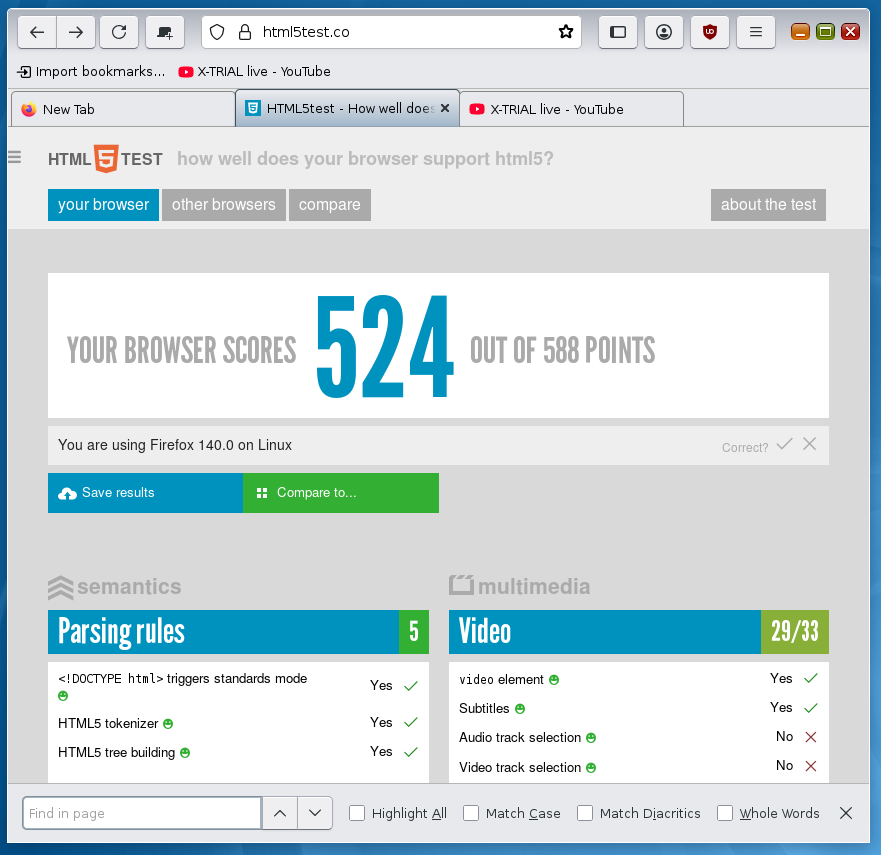 html5test.co
Import bookmarks...
X-TRIAL live - YouTube
New Tab
HTML5test - How well does
X-TRIAL live - YouTube
HTML 5 TEST how well does your browser support html5?
your browser other browsers compare about the test
YOUR BROWSER SCORES 524 OUT OF 588 POINTS
You are using Firefox 140.0 on Linux Correct?
Save results Compare to...
semantics
Parsing rules 5
<!DOCTYPE html> triggers standards mode Yes
HTML5 tokenizer Yes
HTML5 tree building Yes
multimedia
Video 29/33
video element Yes
Subtitles Yes
Audio track selection No
Video track selection No
Find in page Highlight All Match Case Match Diacritics Whole Words